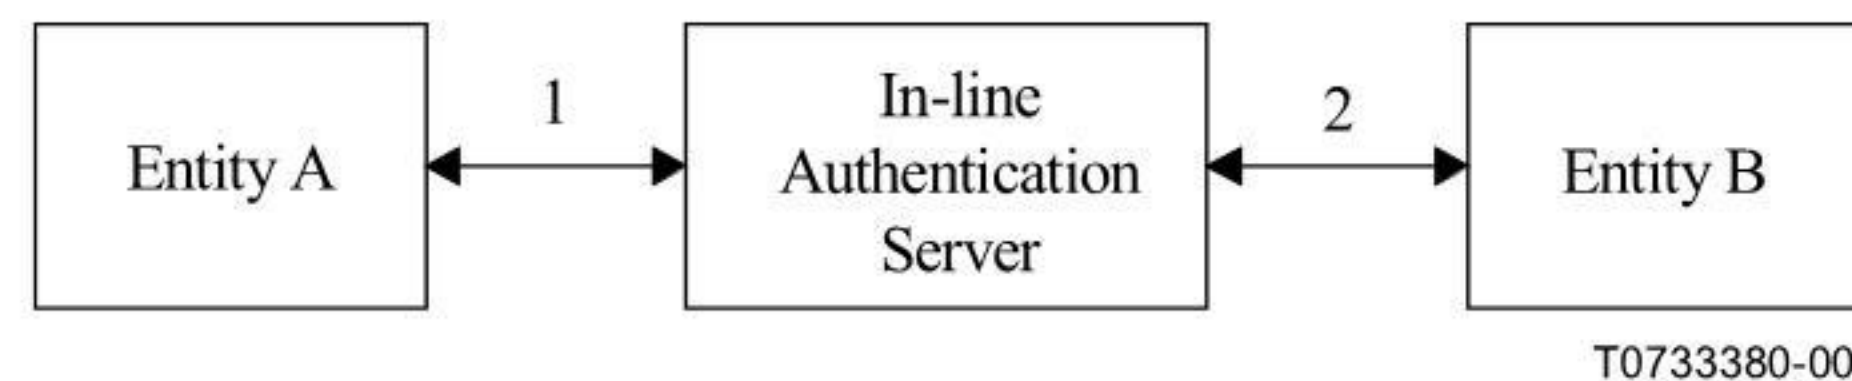 Entity A
1
In-line
Authentication
Server
2
Entity B
T0733380-00